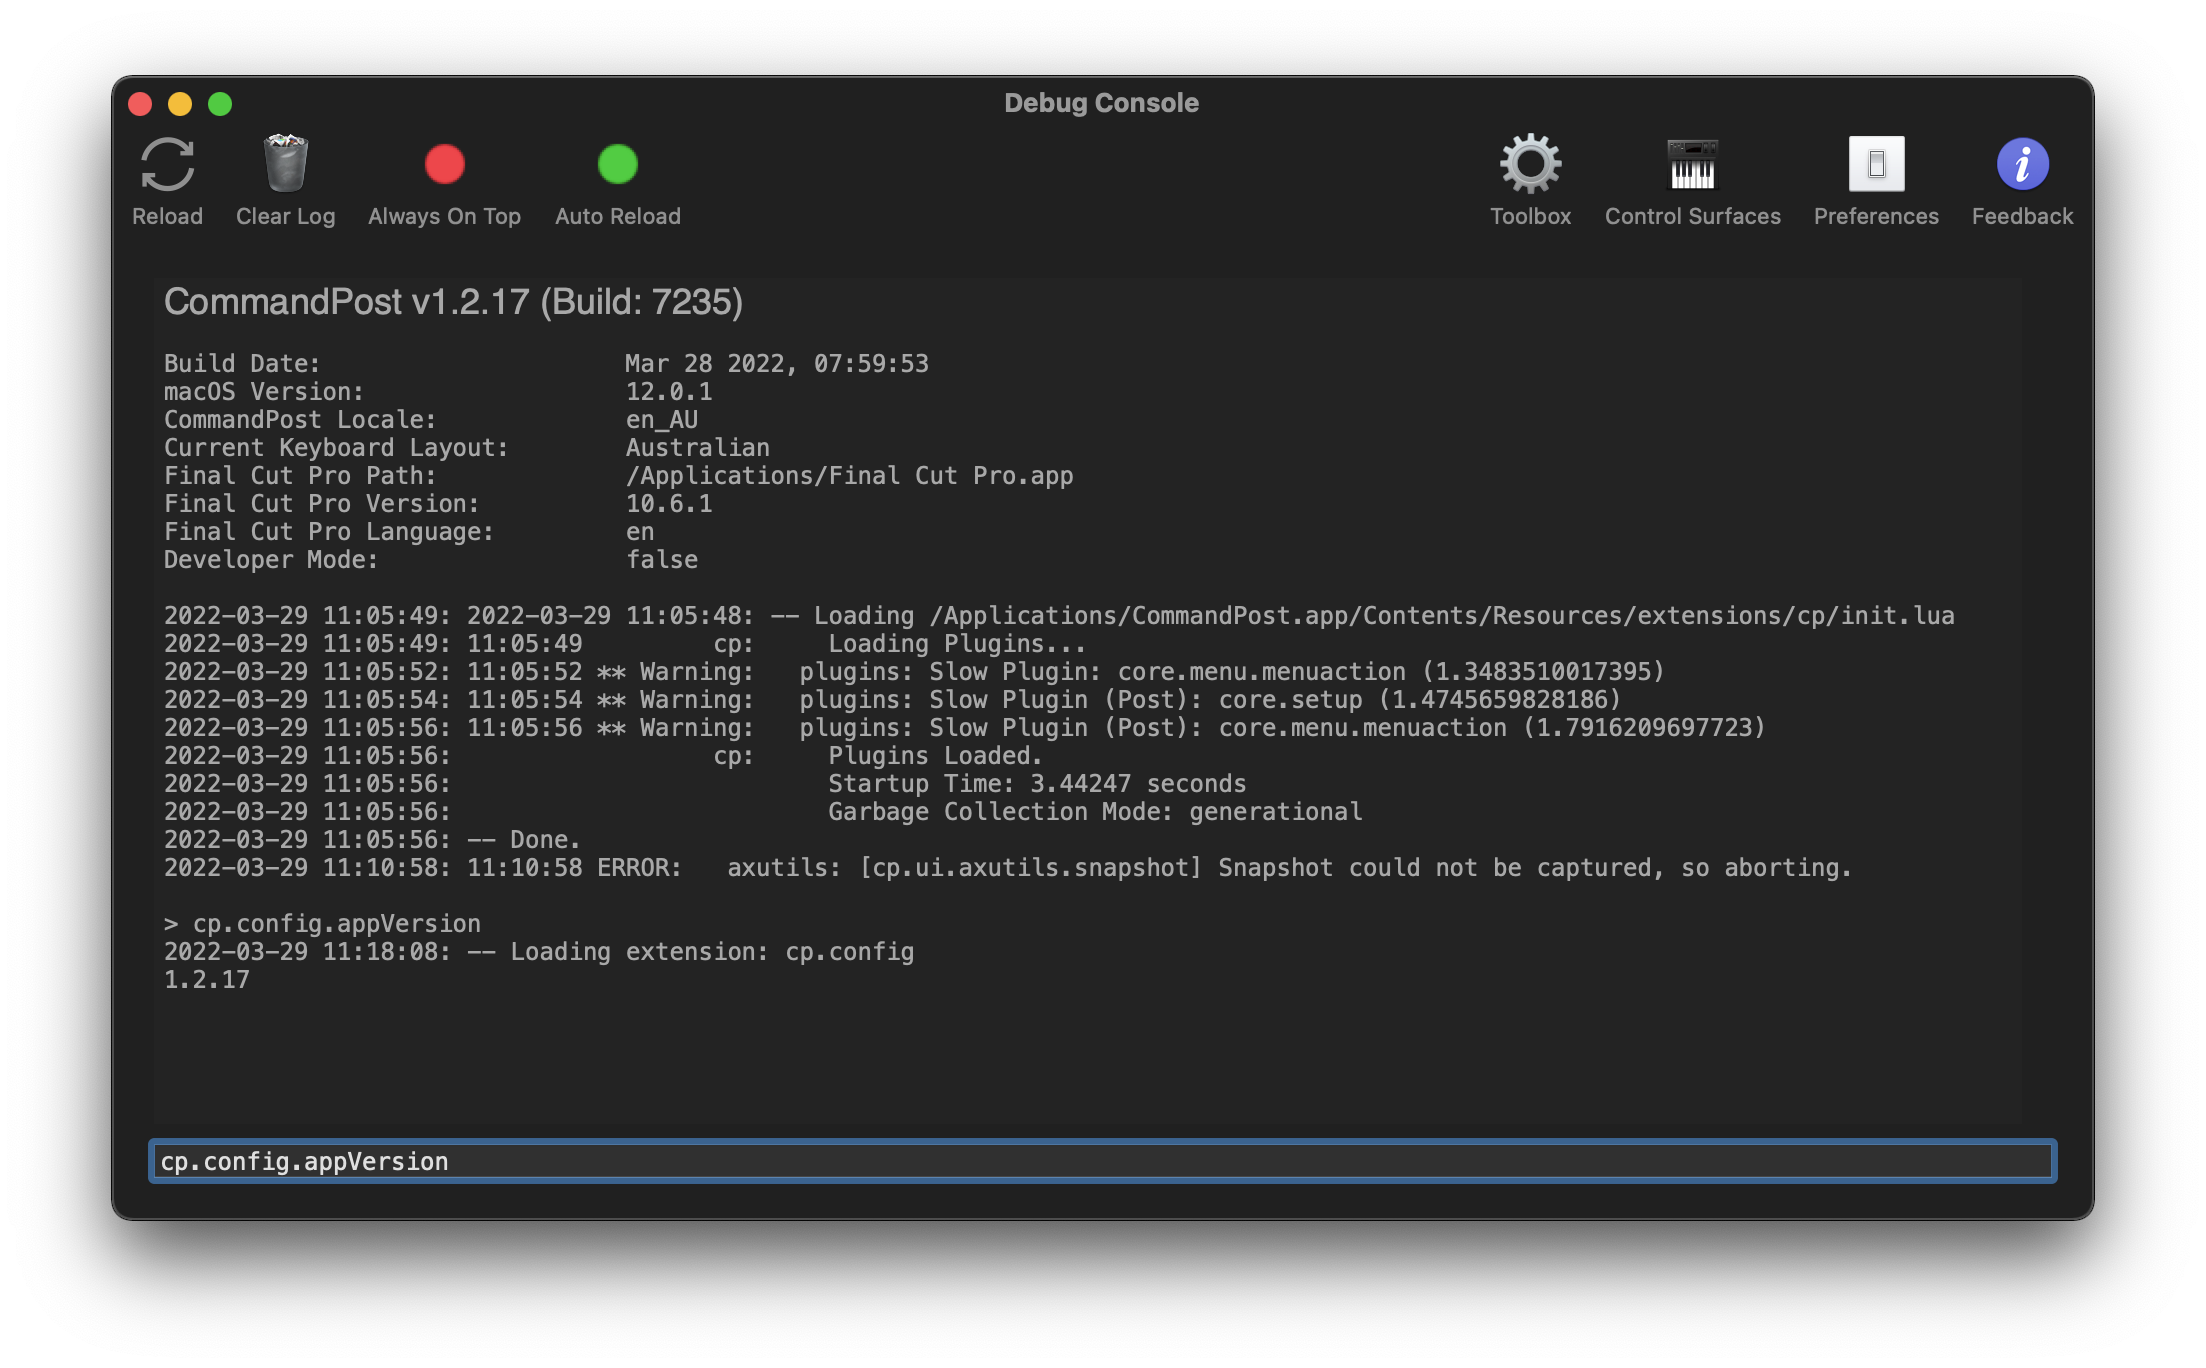 Debug Console
Reload Clear Log Always On Top Auto Reload Toolbox Control Surfaces Preferences Feedback
CommandPost v1.2.17 (Build: 7235)
Build Date: Mar 28 2022, 07:59:53
macOS Version: 12.0.1
CommandPost Locale: en_AU
Current Keyboard Layout: Australian
Final Cut Pro Path: /Applications/Final Cut Pro.app
Final Cut Pro Version: 10.6.1
Final Cut Pro Language: en
Developer Mode: false
2022-03-29 11:05:49: 2022-03-29 11:05:48: -- Loading /Applications/CommandPost.app/Contents/Resources/extensions/cp/init.lua
2022-03-29 11:05:49: 11:05:49 cp: Loading Plugins...
2022-03-29 11:05:52: 11:05:52 ** Warning: plugins: Slow Plugin: core.menu.menuaction (1.3483510017395)
2022-03-29 11:05:54: 11:05:54 ** Warning: plugins: Slow Plugin (Post): core.setup (1.4745659828186)
2022-03-29 11:05:56: 11:05:56 ** Warning: plugins: Slow Plugin (Post): core.menu.menuaction (1.7916209697723)
2022-03-29 11:05:56: cp: Plugins Loaded.
2022-03-29 11:05:56: Startup Time: 3.44247 seconds
2022-03-29 11:05:56: Garbage Collection Mode: generational
2022-03-29 11:05:56: -- Done.
2022-03-29 11:10:58: 11:10:58 ERROR: axutils: [cp.ui.axutils.snapshot] Snapshot could not be captured, so aborting.
> cp.config.appVersion
2022-03-29 11:18:08: -- Loading extension: cp.config
1.2.17
cp.config.appVersion